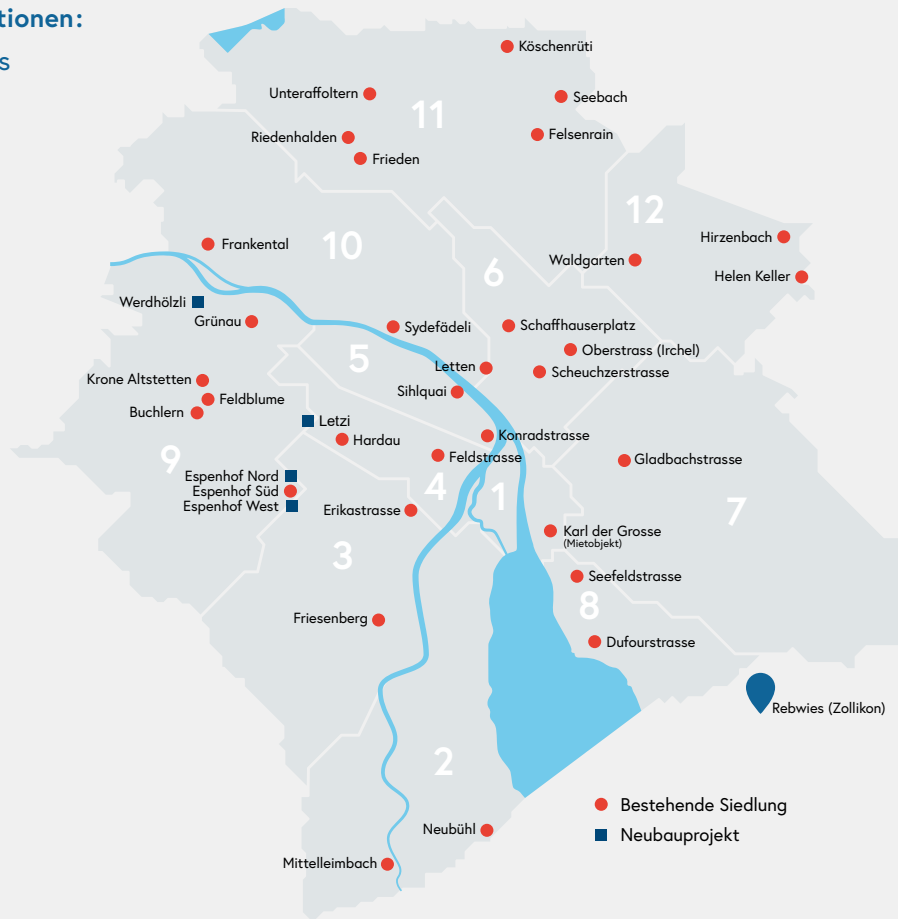 tionen:
s
Köschenrüti
Unteraffoltern
Seebach
11
Felsenrain
Riedenhalden
Frieden
12
Hirzenbach
Frankental
10
Waldgarten
6
Helen Keller
Werdhölzli
Grünau
Sydefädeli
Schaffhauserplatz
5
Oberstrass (Irchel)
Letten
Scheuchzerstrasse
Krone Altstetten
Sihlquai
Feldblume
Buchlern
Letzi
Konradstrasse
Hardau
9
Feldstrasse
Gladbachstrasse
Espenhof Nord
4
1
Espenhof Süd
Espenhof West
Erikastrasse
7
Karl der Grosse
(Mietobjekt)
3
Seefeldstrasse
8
Friesenberg
Dufourstrasse
Rebwies (Zollikon)
2
Bestehende Siedlung
Neubauprojekt
Neubühl
Mittelleimbach